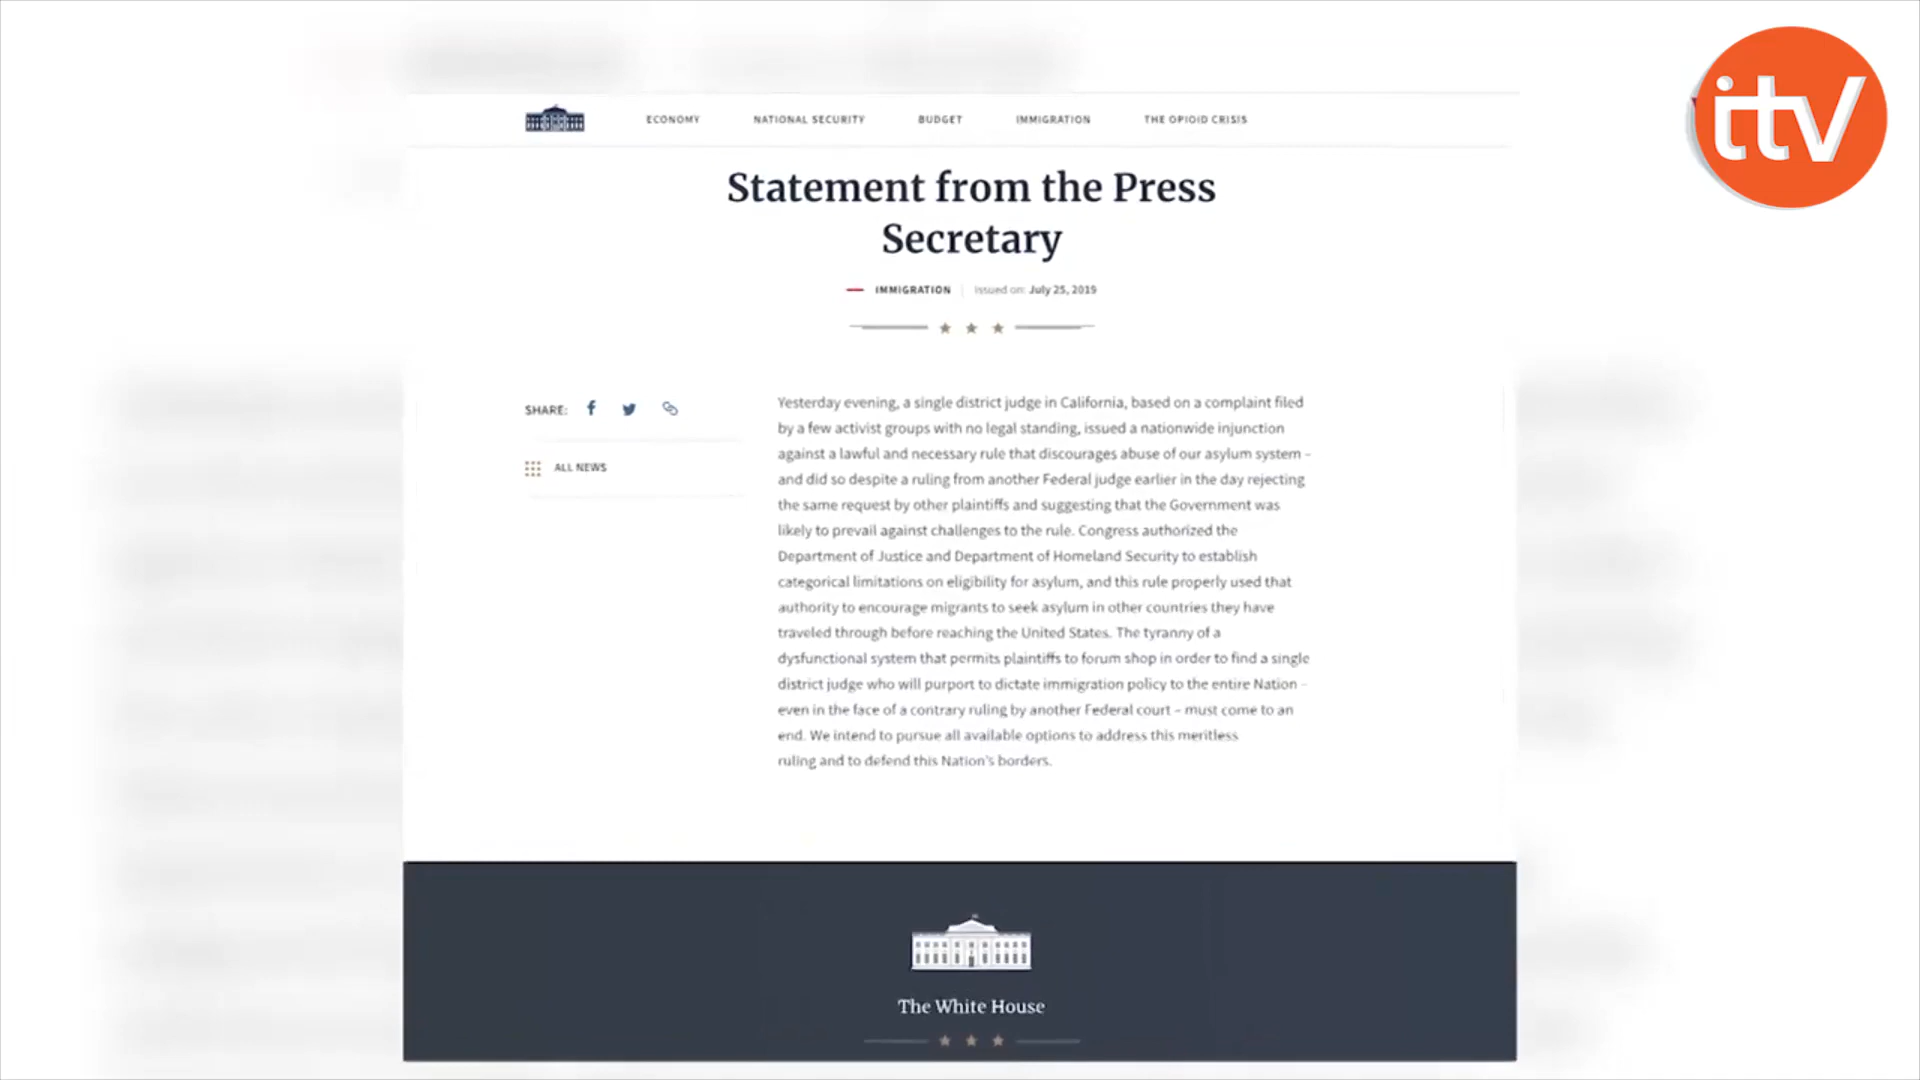 itv
ECONOMY NATIONAL SECURITY BUDGET IMMIGRATION THE OPIOID CRISIS
Statement from the Press
Secretary
IMMIGRATION Issued on: July 25, 2019
SHARE:
ALL NEWS
Yesterday evening, a single district judge in California, based on a complaint filed
by a few activist groups with no legal standing, issued a nationwide injunction
against a lawful and necessary rule that discourages abuse of our asylum system –
and did so despite a ruling from another Federal judge earlier in the day rejecting
the same request by other plaintiffs and suggesting that the Government was
likely to prevail against challenges to the rule. Congress authorized the
Department of Justice and Department of Homeland Security to establish
categorical limitations on eligibility for asylum, and this rule properly used that
authority to encourage migrants to seek asylum in other countries they have
traveled through before reaching the United States. The tyranny of a
dysfunctional system that permits plaintiffs to forum shop in order to find a single
district judge who will purport to dictate immigration policy to the entire Nation –
even in the face of a contrary ruling by another Federal court – must come to an
end. We intend to pursue all available options to address this meritless
ruling and to defend this Nation's borders.
The White House